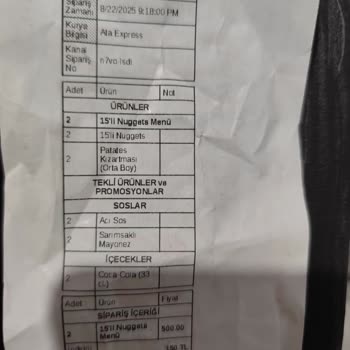 Sipariş
Zamanı 8/22/2025 9:18:00 PM
Kurye
Bilgisi Ata Express
Kanal
Sipariş
No
Adet Ürün Not
ÜRÜNLER
2 15'li Nuggets Menü
2 15'li Nuggets
2 Patates
Kızartması
(Orta Boy)
TEKLİ ÜRÜNLER ve
PROMOSYONLAR
SOSLAR
2 Acı Sos
2 Sarımsaklı
Mayonez
İÇECEKLER
2 Coca Cola (33
cL)
Adet Ürün Fiyat
SİPARİŞ İÇERİĞİ
2 15'li Nuggets
Menü 500.00